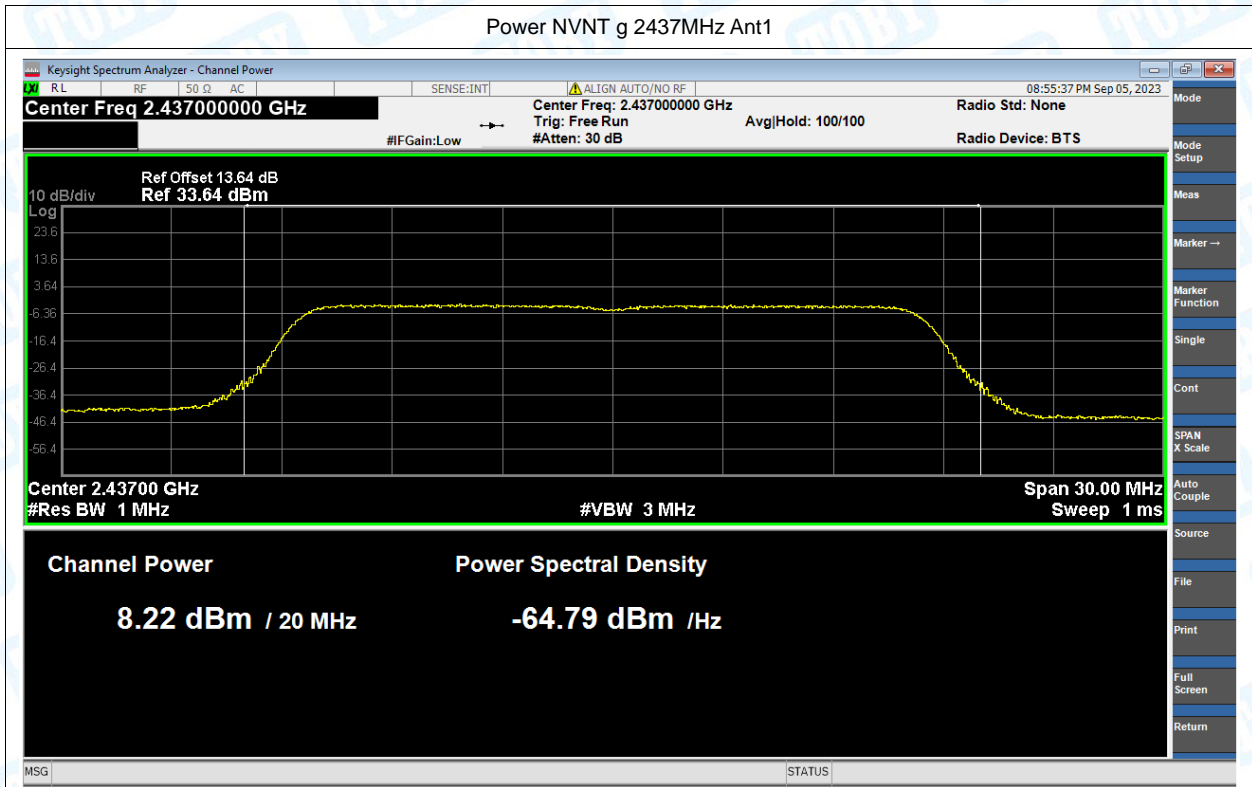 Power NVNT g 2437MHz Ant1
Keysight Spectrum Analyzer - Channel Power
LXI RL RF 50 Ω AC SENSE:INT ALIGN AUTO/NO RF 08:55:37 PM Sep 05, 2023
Center Freq 2.437000000 GHz Center Freq: 2.437000000 GHz Radio Std: None
Trig: Free Run Avg|Hold: 100/100
#IFGain:Low #Atten: 30 dB Radio Device: BTS
Ref Offset 13.64 dB
10 dB/div Ref 33.64 dBm
Log
23.6
13.6
3.64
-6.36
-16.4
-26.4
-36.4
-46.4
-56.4
Center 2.43700 GHz Span 30.00 MHz
#Res BW 1 MHz #VBW 3 MHz Sweep 1 ms
Channel Power Power Spectral Density
8.22 dBm / 20 MHz -64.79 dBm /Hz
Mode
Mode
Setup
Meas
Marker →
Marker
Function
Single
Cont
SPAN
X Scale
Auto
Couple
Source
File
Print
Full
Screen
Return
MSG STATUS
TOBY